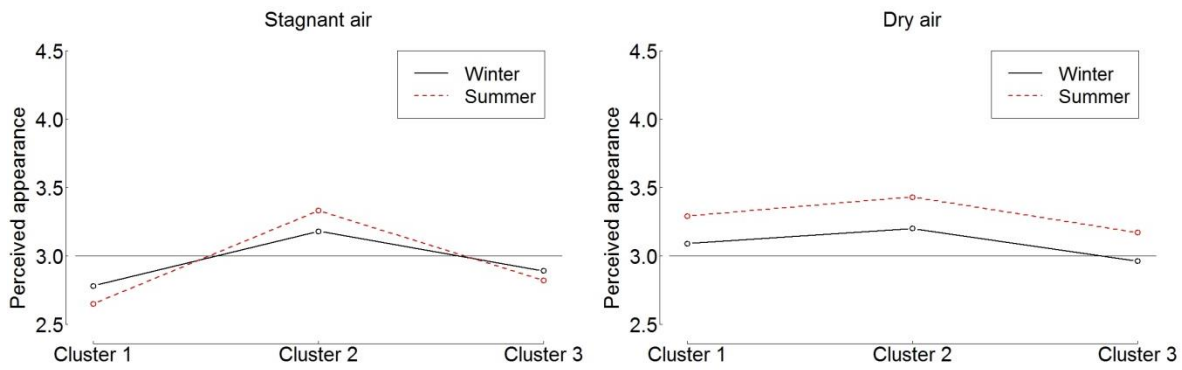 Stagnant air
Perceived appearance
4.5
4.0
3.5
3.0
2.5
Winter
Summer
Cluster 1
Cluster 2
Cluster 3
Dry air
Perceived appearance
4.5
4.0
3.5
3.0
2.5
Winter
Summer
Cluster 1
Cluster 2
Cluster 3